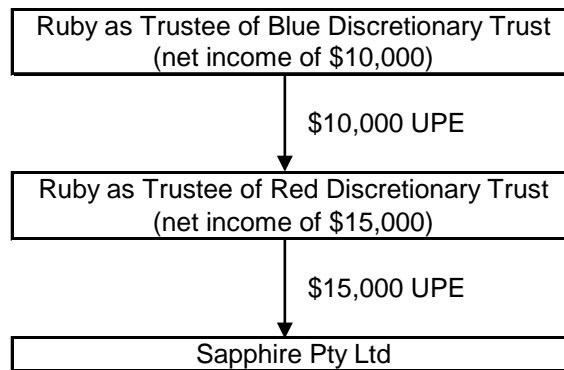 Ruby as Trustee of Blue Discretionary Trust
(net income of $10,000)
$10,000 UPE
Ruby as Trustee of Red Discretionary Trust
(net income of $15,000)
$15,000 UPE
Sapphire Pty Ltd